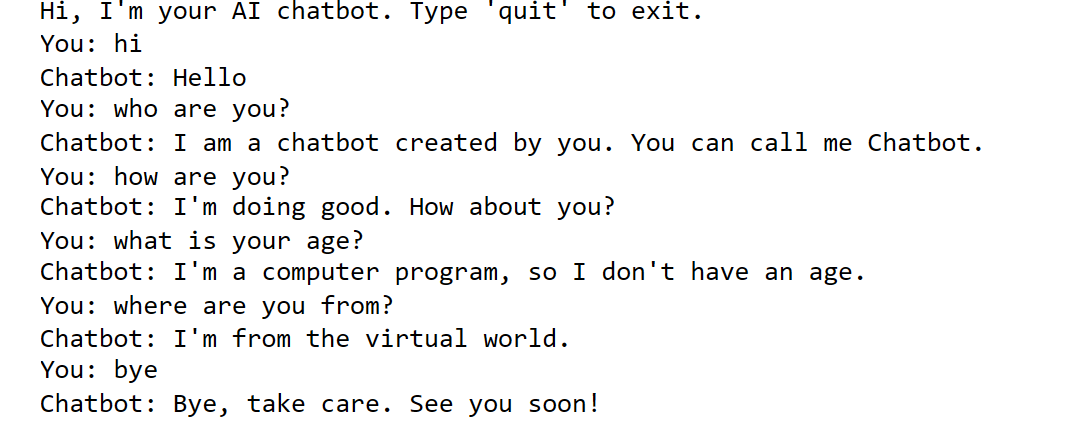 Hi, I'm your AI chatbot. Type 'quit' to exit.
You: hi
Chatbot: Hello
You: who are you?
Chatbot: I am a chatbot created by you. You can call me Chatbot.
You: how are you?
Chatbot: I'm doing good. How about you?
You: what is your age?
Chatbot: I'm a computer program, so I don't have an age.
You: where are you from?
Chatbot: I'm from the virtual world.
You: bye
Chatbot: Bye, take care. See you soon!